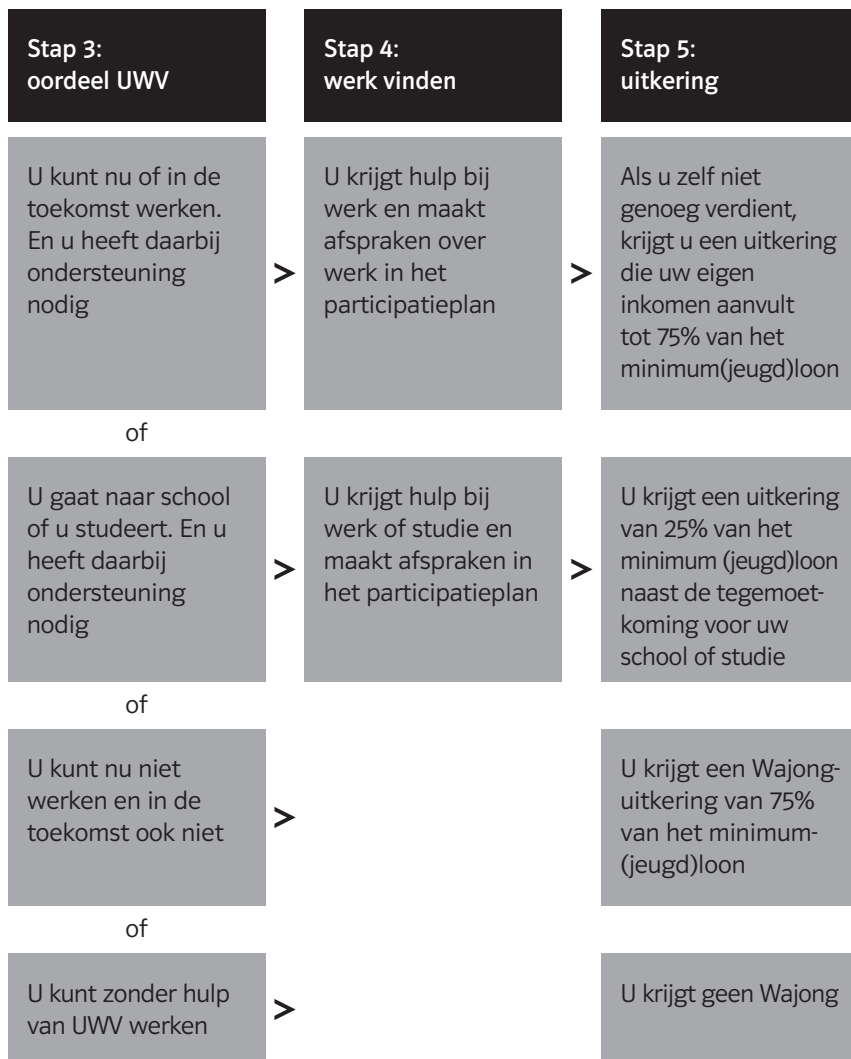 Stap 3:
oordeel UWV
Stap 4:
werk vinden
Stap 5:
uitkering
U kunt nu of in de
toekomst werken.
En u heeft daarbij
ondersteuning
nodig
>
U krijgt hulp bij
werk en maakt
afspraken over
werk in het
participatieplan
>
Als u zelf niet
genoeg verdient,
krijgt u een uitkering
die uw eigen
inkomen aanvult
tot 75% van het
minimum(jeugd)loon
of
U gaat naar school
of u studeert. En u
heeft daarbij
ondersteuning
nodig
>
U krijgt hulp bij
werk of studie en
maakt afspraken in
het participatieplan
>
U krijgt een uitkering
van 25% van het
minimum (jeugd)loon
naast de tegemoet-
koming voor uw
school of studie
of
U kunt nu niet
werken en in de
toekomst ook niet
>
U krijgt een Wajong-
uitkering van 75%
van het minimum-
(jeugd)loon
of
U kunt zonder hulp
van UWV werken
>
U krijgt geen Wajong